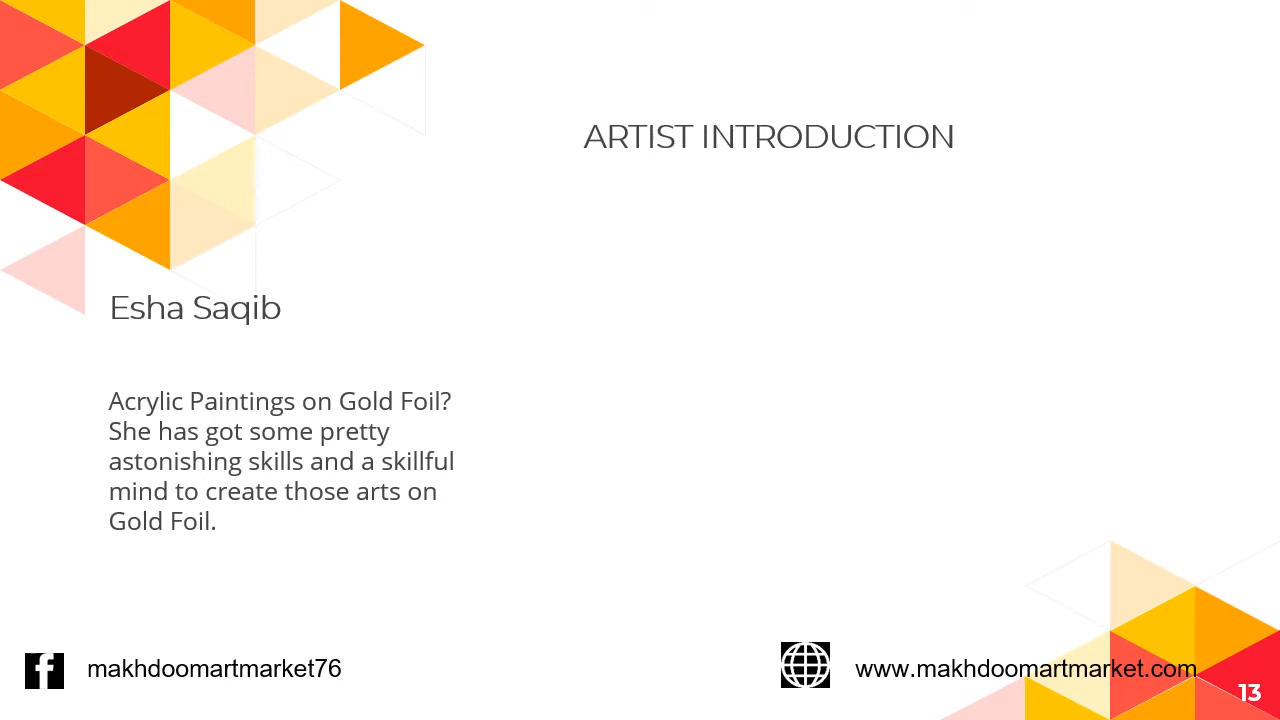 ARTIST INTRODUCTION
Esha Saqib
Acrylic Paintings on Gold Foil?
She has got some pretty
astonishing skills and a skillful
mind to create those arts on
Gold Foil.
makhdoomartmarket76
www.makhdoomartmarket.com
13